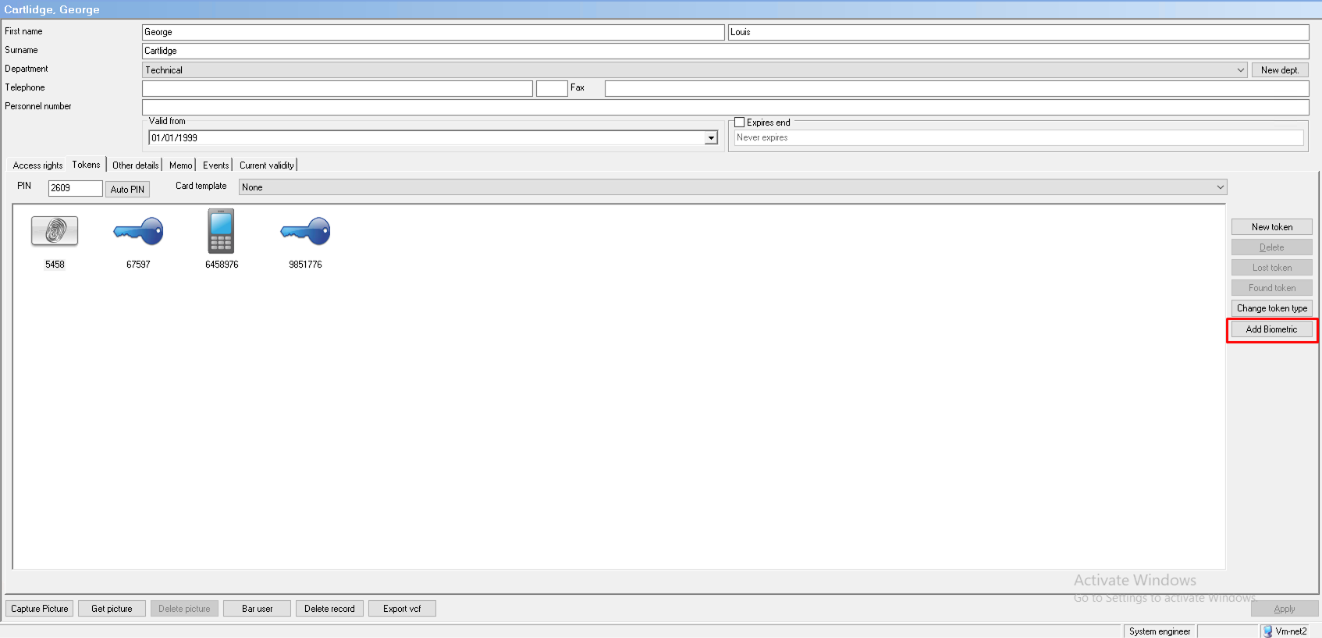 Cartlidge, George
First name George Louis
Surname Cartlidge
Department Technical New dept.
Telephone Fax
Personnel number
Valid from Expires end
01/01/1999 Never expires
Access rights Tokens Other details Memo Events Current validity
PIN 2609 Auto PIN Card template None
5458 67597 6458976 9851776
New token
Delete
Lost token
Found token
Change token type
Add Biometric
Activate Windows
Go to Settings to activate Windows.
Capture Picture Get picture Delete picture Bar user Delete record Export vcf Apply
System engineer Vm-net2